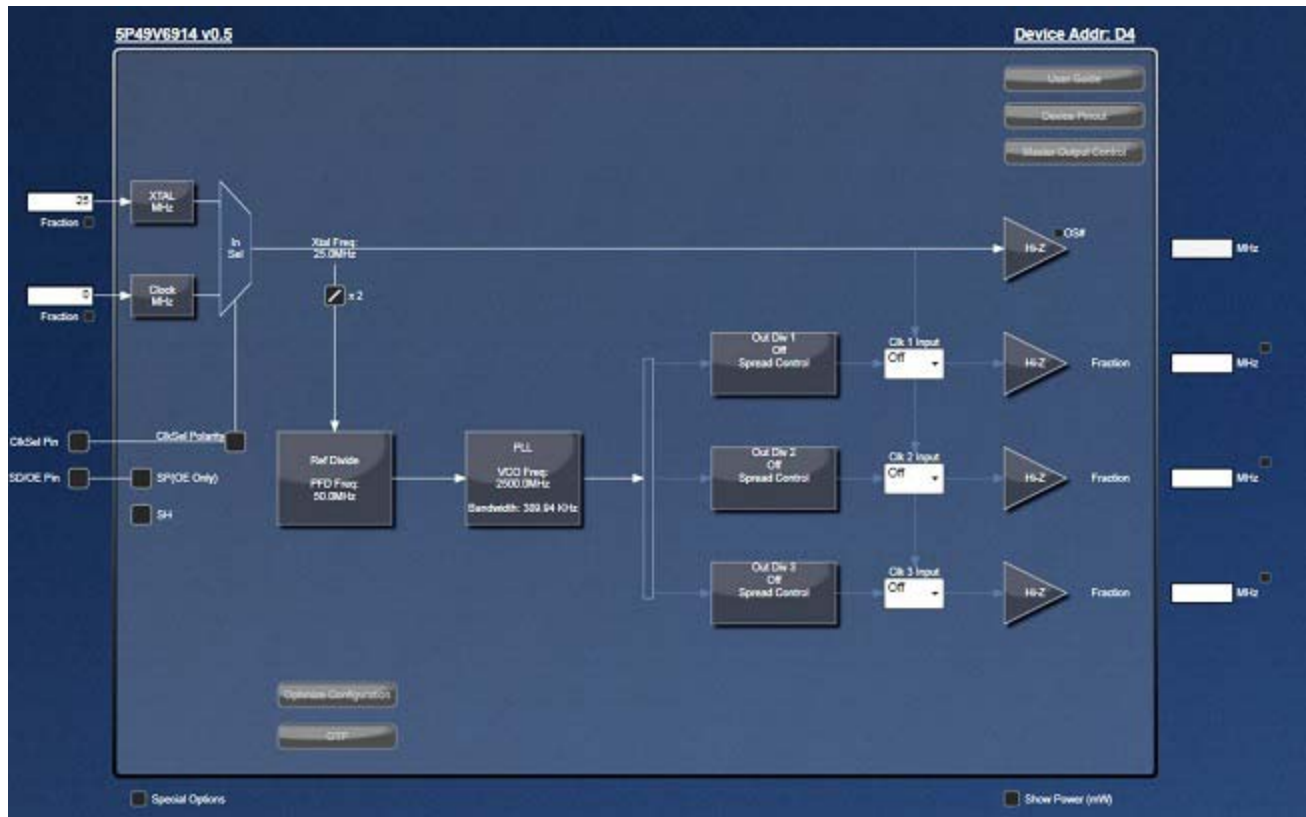 5P49V6914 v0.5
Device Addr: D4
User Guide
Device Pinout
Master Output Control
25
XTAL
MHz
Fraction
In
Sel
Xtal Freq:
25.0MHz
Hi-Z
OS#
MHz
0
Clock
MHz
Fraction
x 2
Out Div 1
Off
Spread Control
Clk 1 Input
Off
Hi-Z
Fraction
MHz
ClkSel Pin
ClkSel Polarity
SD/OE Pin
SP(OE Only)
SH
Ref Divide
PFD Freq:
50.0MHz
PLL
VCO Freq:
2500.0MHz
Bandwidth: 389.94 KHz
Out Div 2
Off
Spread Control
Clk 2 Input
Off
Hi-Z
Fraction
MHz
Out Div 3
Off
Spread Control
Clk 3 Input
Off
Hi-Z
Fraction
MHz
Optimize Configuration
OTP
Special Options
Show Power (mW)